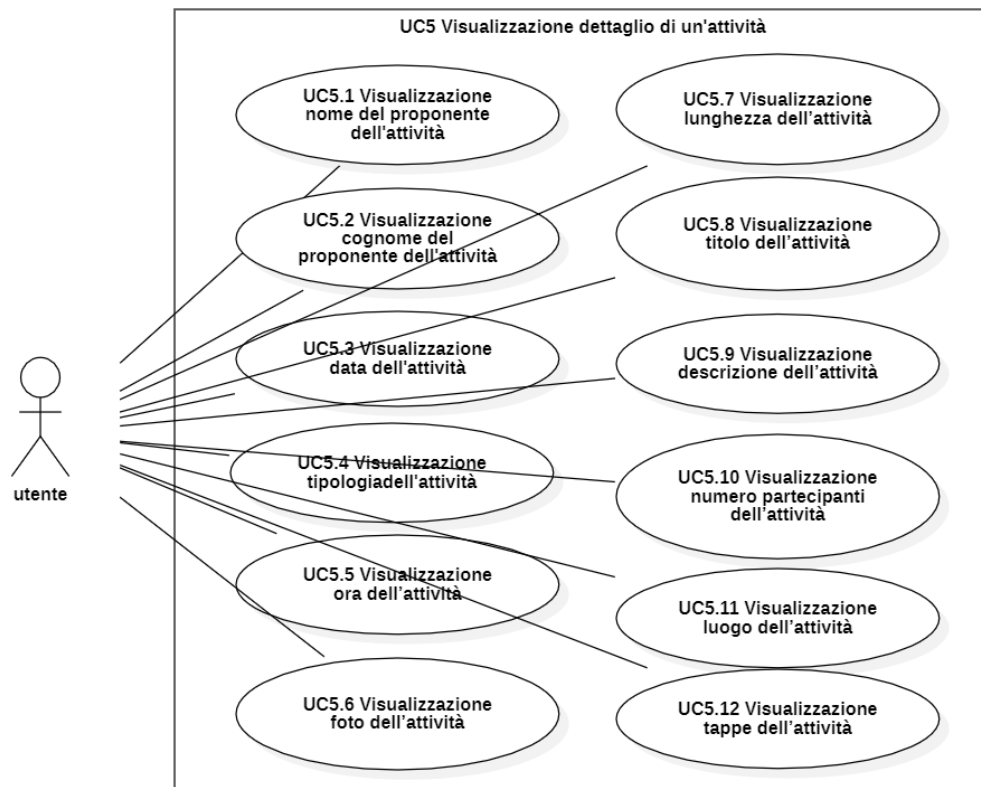 UC5 Visualizzazione dettaglio di un'attività
UC5.1 Visualizzazione
nome del proponente
dell'attività
UC5.2 Visualizzazione
cognome del
proponente dell'attività
UC5.3 Visualizzazione
data dell'attività
UC5.4 Visualizzazione
tipologiadell'attività
UC5.5 Visualizzazione
ora dell’attività
UC5.6 Visualizzazione
foto dell’attività
UC5.7 Visualizzazione
lunghezza dell’attività
UC5.8 Visualizzazione
titolo dell’attività
UC5.9 Visualizzazione
descrizione dell’attività
UC5.10 Visualizzazione
numero partecipanti
dell’attività
UC5.11 Visualizzazione
luogo dell’attività
UC5.12 Visualizzazione
tappe dell’attività
utente